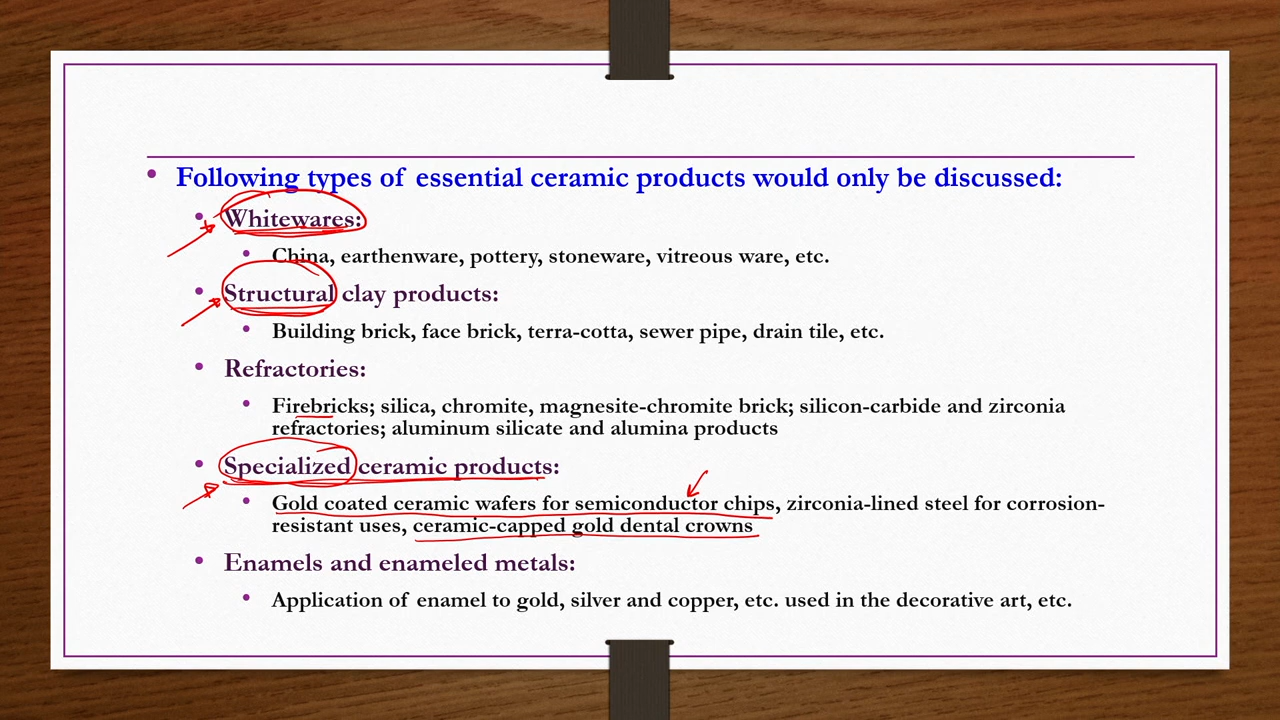 • Following types of essential ceramic products would only be discussed:
• Whitewares:
• China, earthenware, pottery, stoneware, vitreous ware, etc.
• Structural clay products:
• Building brick, face brick, terra-cotta, sewer pipe, drain tile, etc.
• Refractories:
• Firebricks; silica, chromite, magnesite-chromite brick; silicon-carbide and zirconia
refractories; aluminum silicate and alumina products
• Specialized ceramic products:
• Gold coated ceramic wafers for semiconductor chips, zirconia-lined steel for corrosion-
resistant uses, ceramic-capped gold dental crowns
• Enamels and enameled metals:
• Application of enamel to gold, silver and copper, etc. used in the decorative art, etc.